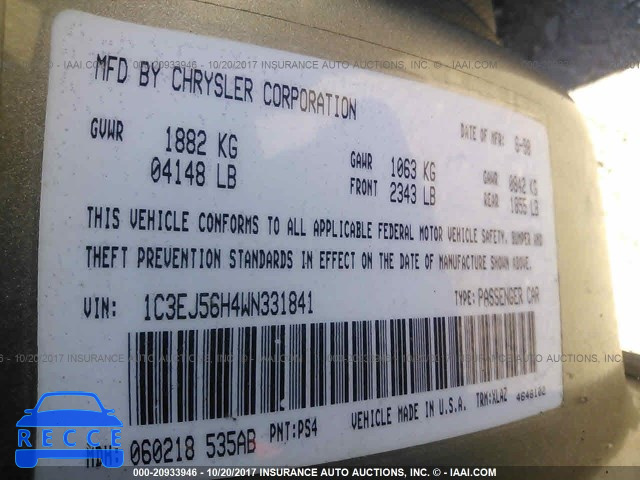 000-20933946 - 10/20/2017 INSURANCE AUTO AUCTIONS, INC. - IAAI.COM
MFD BY CHRYSLER CORPORATION
DATE OF MFR: 6-98
GVWR 1882 KG
04148 LB
GAWR FRONT 1063 KG
2343 LB
GAWR REAR 0842 KG
1855 LB
THIS VEHICLE CONFORMS TO ALL APPLICABLE FEDERAL MOTOR VEHICLE SAFETY, BUMPER AND
THEFT PREVENTION STANDARDS IN EFFECT ON THE DATE OF MANUFACTURE SHOWN ABOVE.
VIN: 1C3EJ56H4WN331841 TYPE: PASSENGER CAR
MDH: 060218 535AB PNT:PS4 VEHICLE MADE IN U.S.A. TRM:XLAZ
RECCE
000-20933946 - 10/20/2017 INSURANCE AUTO AUCTIONS, INC. - IAAI.COM